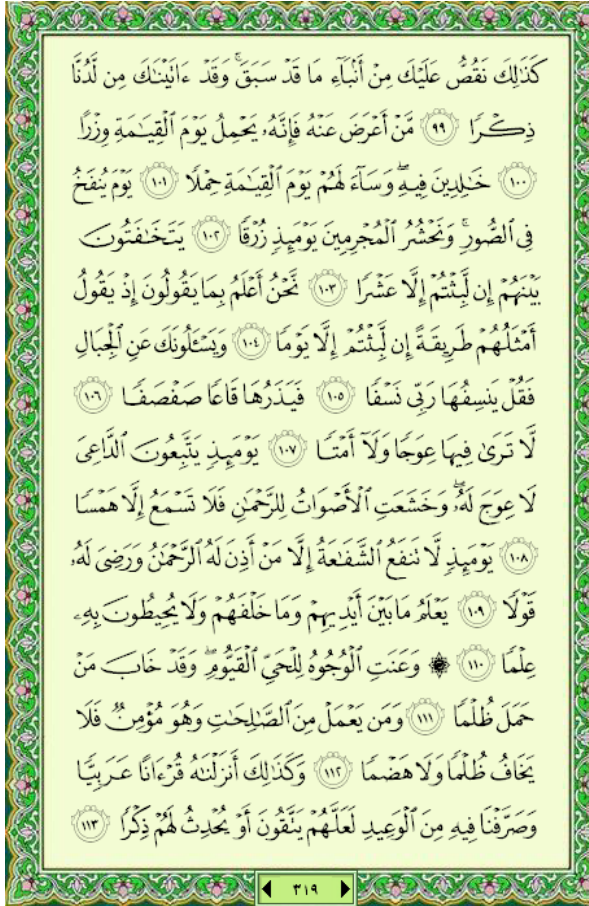 كَذَٰلِكَ نَقُصُّ عَلَيْكَ مِنْ أَنۢبَآءِ مَا قَدْ سَبَقَ ۚ وَقَدْ ءَاتَيْنَٰكَ مِن لَّدُنَّا
ذِكْرًا ٩٩ مَّنْ أَعْرَضَ عَنْهُ فَإِنَّهُۥ يَحْمِلُ يَوْمَ ٱلْقِيَٰمَةِ وِزْرًا
١٠٠ خَٰلِدِينَ فِيهِ ۖ وَسَآءَ لَهُمْ يَوْمَ ٱلْقِيَٰمَةِ حِمْلًا ١٠١ يَوْمَ يُنفَخُ
فِى ٱلصُّورِ ۚ وَنَحْشُرُ ٱلْمُجْرِمِينَ يَوْمَئِذٍ زُرْقًا ١٠٢ يَتَخَٰفَتُونَ
بَيْنَهُمْ إِن لَّبِثْتُمْ إِلَّا عَشْرًا ١٠٣ نَّحْنُ أَعْلَمُ بِمَا يَقُولُونَ إِذْ يَقُولُ
أَمْثَلُهُمْ طَرِيقَةً إِن لَّبِثْتُمْ إِلَّا يَوْمًا ١٠٤ وَيَسْـَٔلُونَكَ عَنِ ٱلْجِبَالِ
فَقُلْ يَنسِفُهَا رَبِّى نَسْفًا ١٠٥ فَيَذَرُهَا قَاعًا صَفْصَفًا ١٠٦
لَّا تَرَىٰ فِيهَا عِوَجًا وَلَآ أَمْتًا ١٠٧ يَوْمَئِذٍ يَتَّبِعُونَ ٱلدَّاعِىَ
لَا عِوَجَ لَهُۥ ۖ وَخَشَعَتِ ٱلْأَصْوَاتُ لِلرَّحْمَٰنِ فَلَا تَسْمَعُ إِلَّا هَمْسًا
١٠٨ يَوْمَئِذٍ لَّا تَنفَعُ ٱلشَّفَٰعَةُ إِلَّا مَنْ أَذِنَ لَهُ ٱلرَّحْمَٰنُ وَرَضِىَ لَهُۥ
قَوْلًا ١٠٩ يَعْلَمُ مَا بَيْنَ أَيْدِيهِمْ وَمَا خَلْفَهُمْ وَلَا يُحِيطُونَ بِهِۦ
عِلْمًا ١١٠ ۞ وَعَنَتِ ٱلْوُجُوهُ لِلْحَىِّ ٱلْقَيُّومِ ۖ وَقَدْ خَابَ مَنْ
حَمَلَ ظُلْمًا ١١١ وَمَن يَعْمَلْ مِنَ ٱلصَّٰلِحَٰتِ وَهُوَ مُؤْمِنٌ فَلَا
يَخَافُ ظُلْمًا وَلَا هَضْمًا ١١٢ وَكَذَٰلِكَ أَنزَلْنَٰهُ قُرْءَانًا عَرَبِيًّا
وَصَرَّفْنَا فِيهِ مِنَ ٱلْوَعِيدِ لَعَلَّهُمْ يَتَّقُونَ أَوْ يُحْدِثُ لَهُمْ ذِكْرًا ١١٣
٣١٩